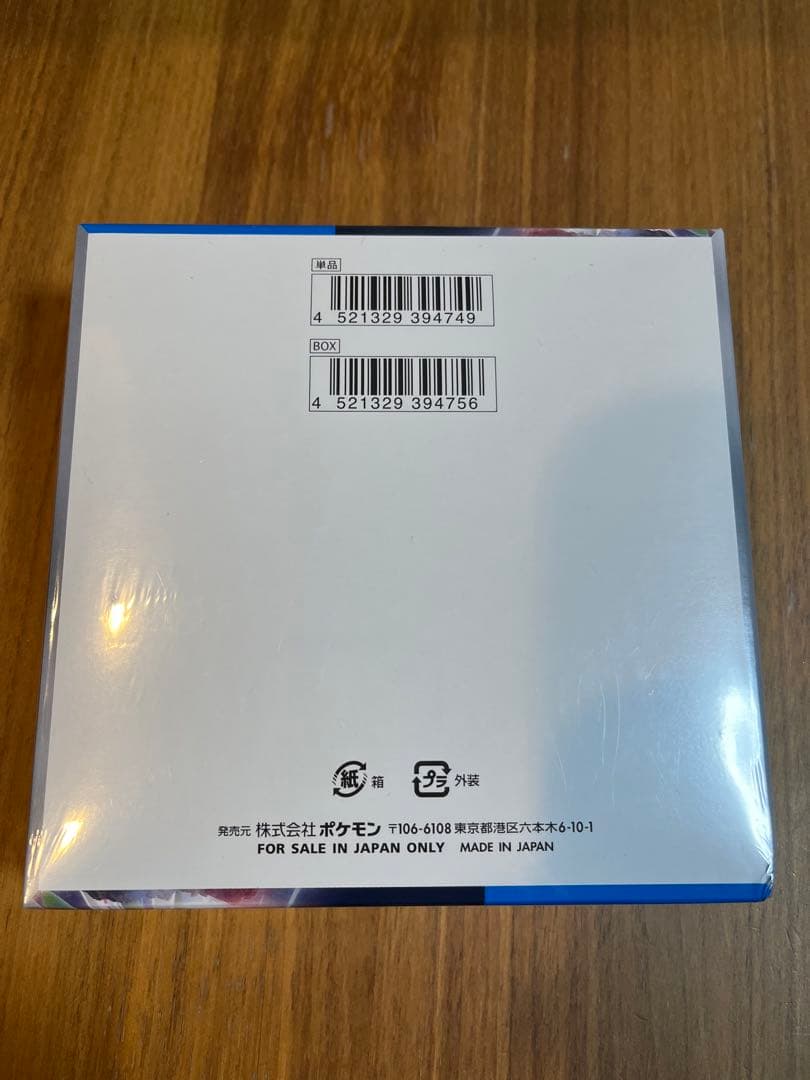 単品
4 521329 394749
BOX
4 521329 394756
紙 箱 プラ 外装
発売元 株式会社 ポケモン 〒106-6108 東京都港区六本木6-10-1
FOR SALE IN JAPAN ONLY MADE IN JAPAN